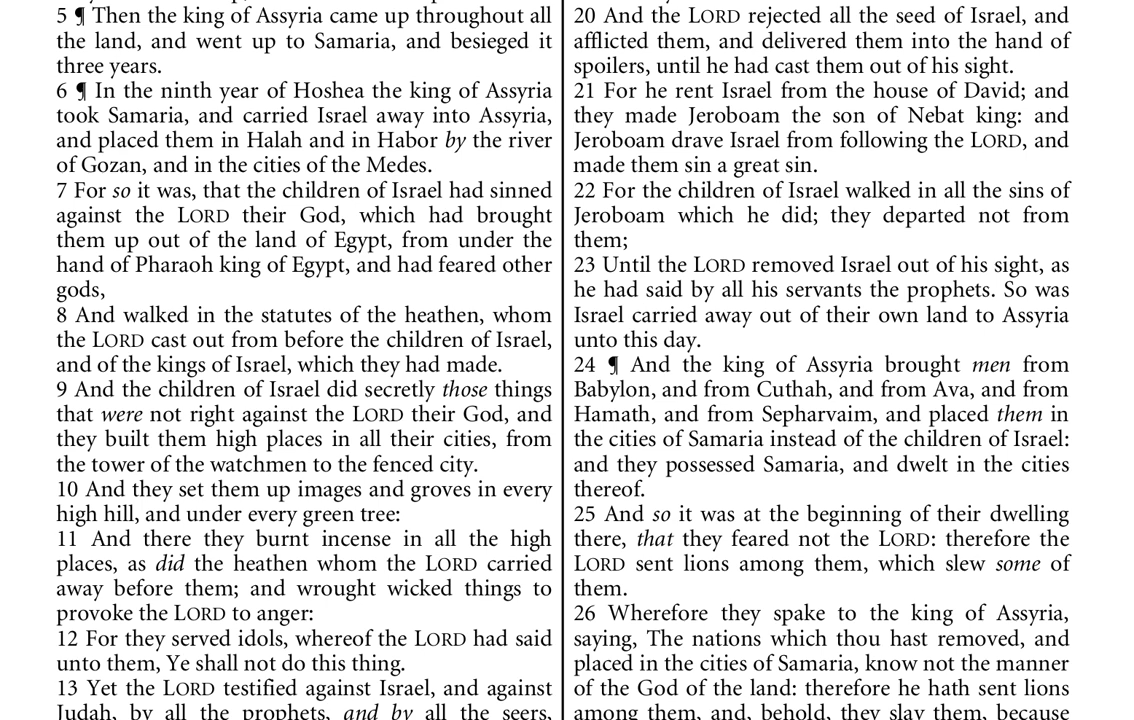 5 ¶ Then the king of Assyria came up throughout all
the land, and went up to Samaria, and besieged it
three years.
6 ¶ In the ninth year of Hoshea the king of Assyria
took Samaria, and carried Israel away into Assyria,
and placed them in Halah and in Habor by the river
of Gozan, and in the cities of the Medes.
7 For so it was, that the children of Israel had sinned
against the LORD their God, which had brought
them up out of the land of Egypt, from under the
hand of Pharaoh king of Egypt, and had feared other
gods,
8 And walked in the statutes of the heathen, whom
the LORD cast out from before the children of Israel,
and of the kings of Israel, which they had made.
9 And the children of Israel did secretly those things
that were not right against the LORD their God, and
they built them high places in all their cities, from
the tower of the watchmen to the fenced city.
10 And they set them up images and groves in every
high hill, and under every green tree:
11 And there they burnt incense in all the high
places, as did the heathen whom the LORD carried
away before them; and wrought wicked things to
provoke the LORD to anger:
12 For they served idols, whereof the LORD had said
unto them, Ye shall not do this thing.
13 Yet the LORD testified against Israel, and against
Judah, by all the prophets, and by all the seers,
20 And the LORD rejected all the seed of Israel, and
afflicted them, and delivered them into the hand of
spoilers, until he had cast them out of his sight.
21 For he rent Israel from the house of David; and
they made Jeroboam the son of Nebat king: and
Jeroboam drave Israel from following the LORD, and
made them sin a great sin.
22 For the children of Israel walked in all the sins of
Jeroboam which he did; they departed not from
them;
23 Until the LORD removed Israel out of his sight, as
he had said by all his servants the prophets. So was
Israel carried away out of their own land to Assyria
unto this day.
24 ¶ And the king of Assyria brought men from
Babylon, and from Cuthah, and from Ava, and from
Hamath, and from Sepharvaim, and placed them in
the cities of Samaria instead of the children of Israel:
and they possessed Samaria, and dwelt in the cities
thereof.
25 And so it was at the beginning of their dwelling
there, that they feared not the LORD: therefore the
LORD sent lions among them, which slew some of
them.
26 Wherefore they spake to the king of Assyria,
saying, The nations which thou hast removed, and
placed in the cities of Samaria, know not the manner
of the God of the land: therefore he hath sent lions
among them, and, behold, they slay them, because